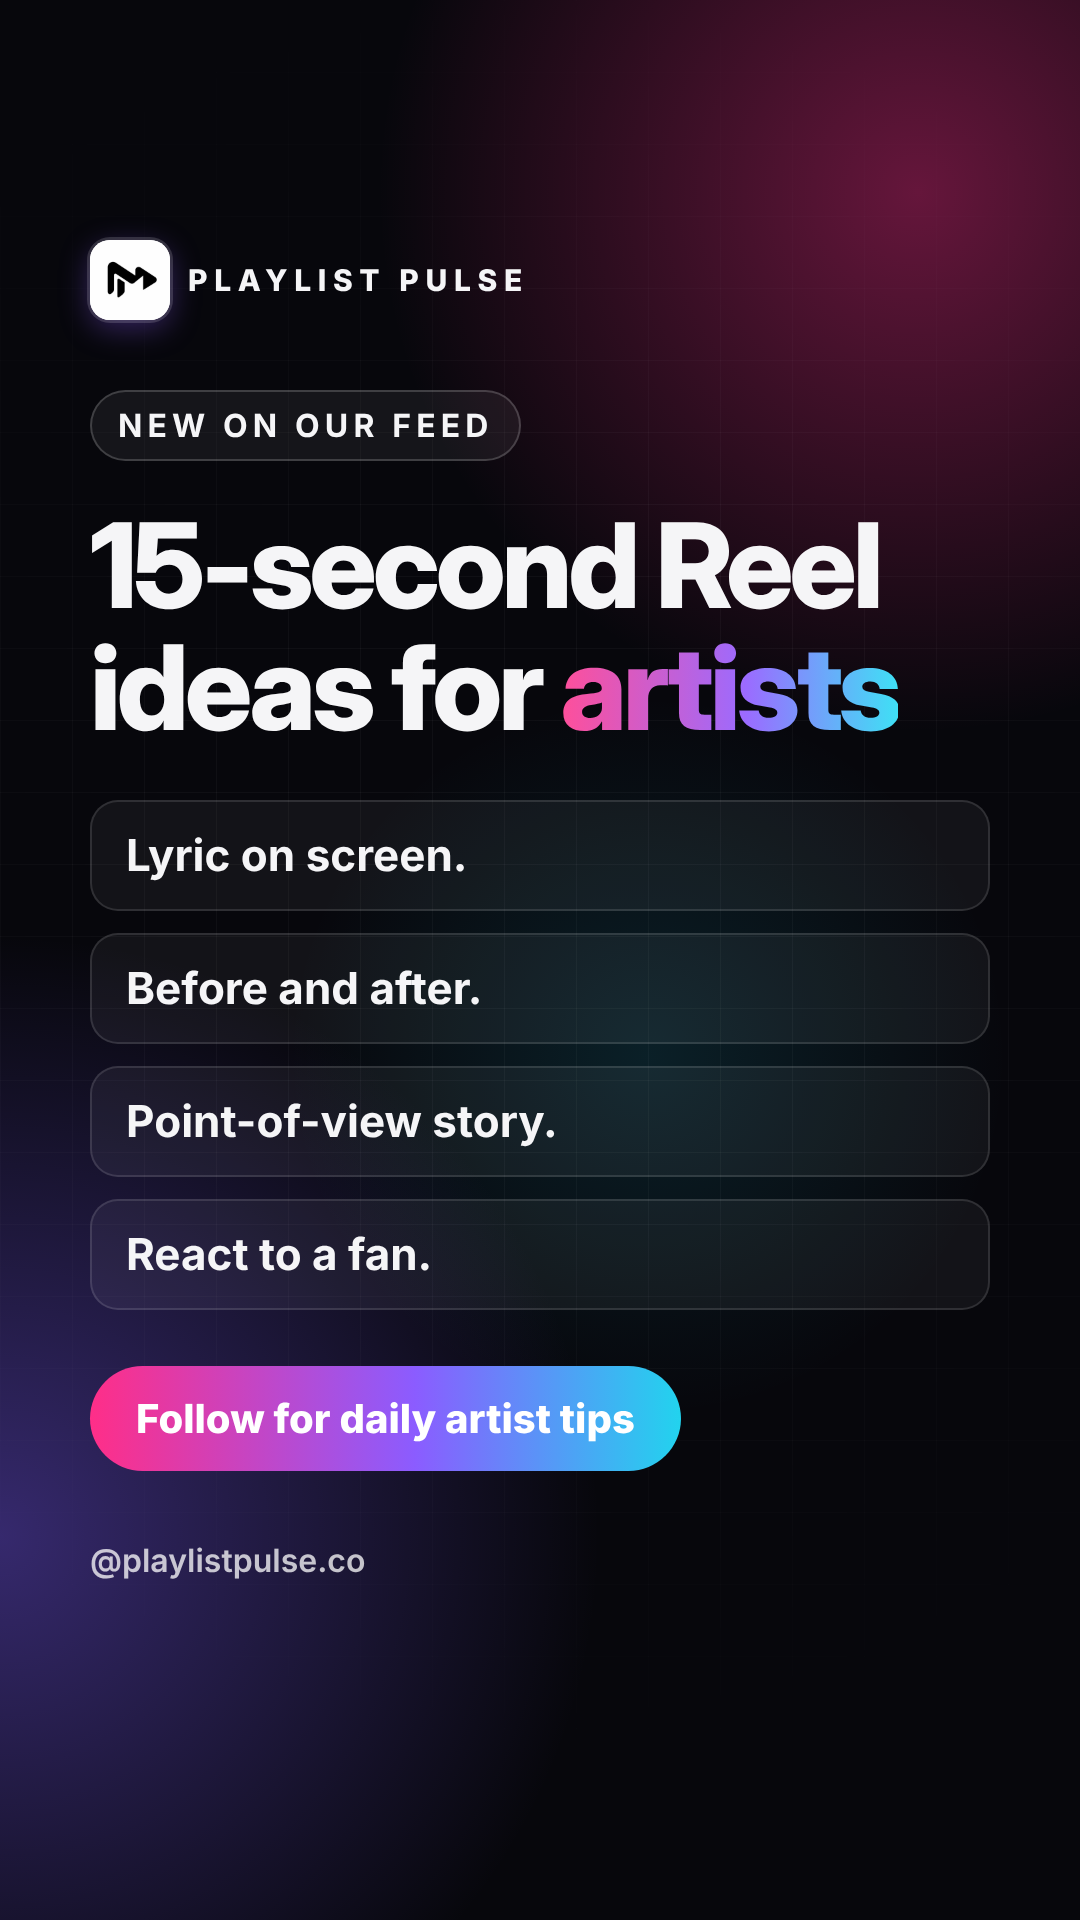 PLAYLIST PULSE
NEW ON OUR FEED
15-second Reel
ideas for artists
Lyric on screen.
Before and after.
Point-of-view story.
React to a fan.
Follow for daily artist tips
@playlistpulse.co